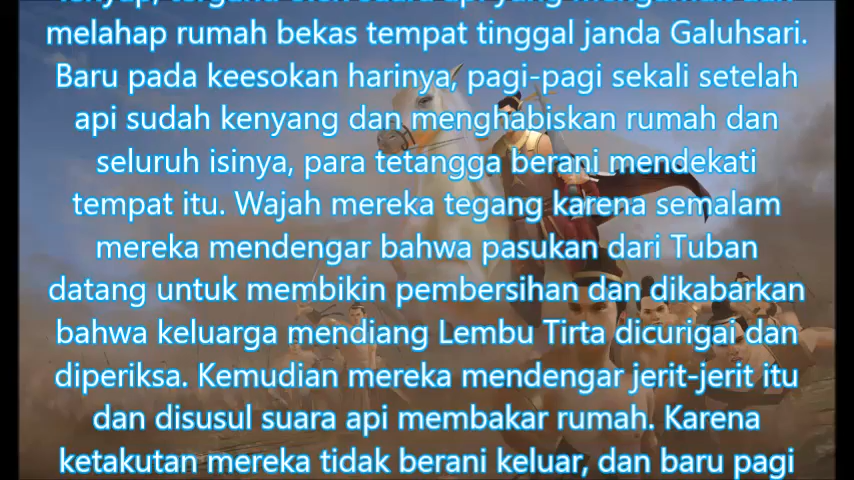 melahap rumah bekas tempat tinggal janda Galuhsari.
Baru pada keesokan harinya, pagi-pagi sekali setelah
api sudah kenyang dan menghabiskan rumah dan
seluruh isinya, para tetangga berani mendekati
tempat itu. Wajah mereka tegang karena semalam
mereka mendengar bahwa pasukan dari Tuban
datang untuk membikin pembersihan dan dikabarkan
bahwa keluarga mendiang Lembu Tirta dicurigai dan
diperiksa. Kemudian mereka mendengar jerit-jerit itu
dan disusul suara api membakar rumah. Karena
ketakutan mereka tidak berani keluar, dan baru pagi